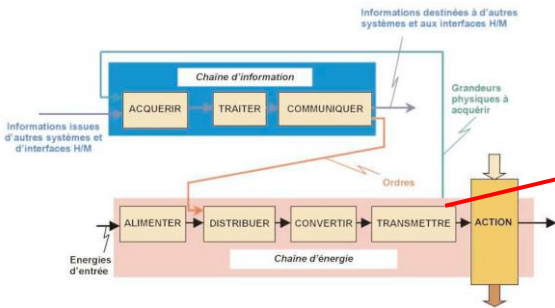 Informations destinées à d'autres
systèmes et aux interfaces H/M
Chaîne d'information
ACQUERIR
TRAITER
COMMUNIQUER
Grandeurs
physiques à
acquérir
Informations issues
d'autres systèmes et
d'interfaces H/M
Ordres
ALIMENTER
DISTRIBUER
CONVERTIR
TRANSMETTRE
ACTION
Energies
d'entrée
Chaîne d'énergie